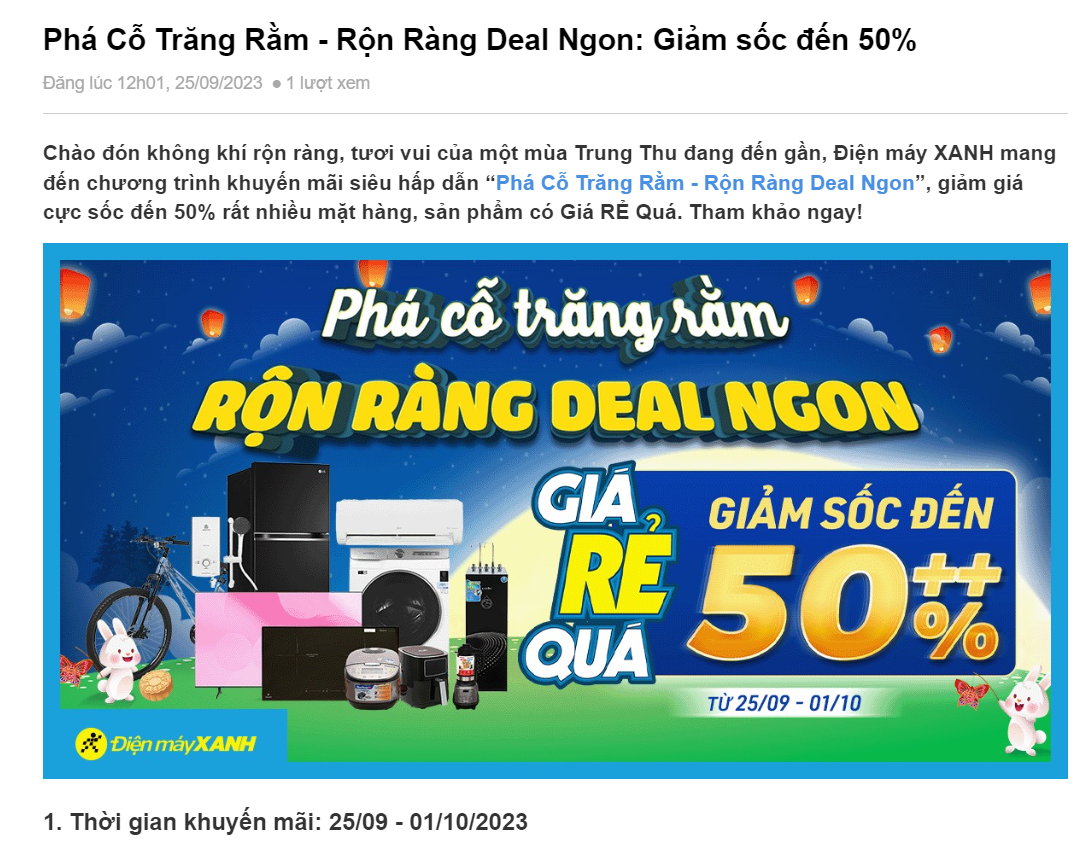 Phá Cỗ Trăng Rằm - Rộn Ràng Deal Ngon: Giảm sốc đến 50%
Đăng lúc 12h01, 25/09/2023 ● 1 lượt xem
Chào đón không khí rộn ràng, tươi vui của một mùa Trung Thu đang đến gần, Điện máy XANH mang
đến chương trình khuyến mãi siêu hấp dẫn “Phá Cỗ Trăng Rằm - Rộn Ràng Deal Ngon”, giảm giá
cực sốc đến 50% rất nhiều mặt hàng, sản phẩm có Giá RẺ Quá. Tham khảo ngay!
Phá cỗ trăng rằm
RỘN RÀNG DEAL NGON
GIÁ
RẺ
QUÁ
GIẢM SỐC ĐẾN
50++%
TỪ 25/09 - 01/10
Điện máy XANH
1. Thời gian khuyến mãi: 25/09 - 01/10/2023